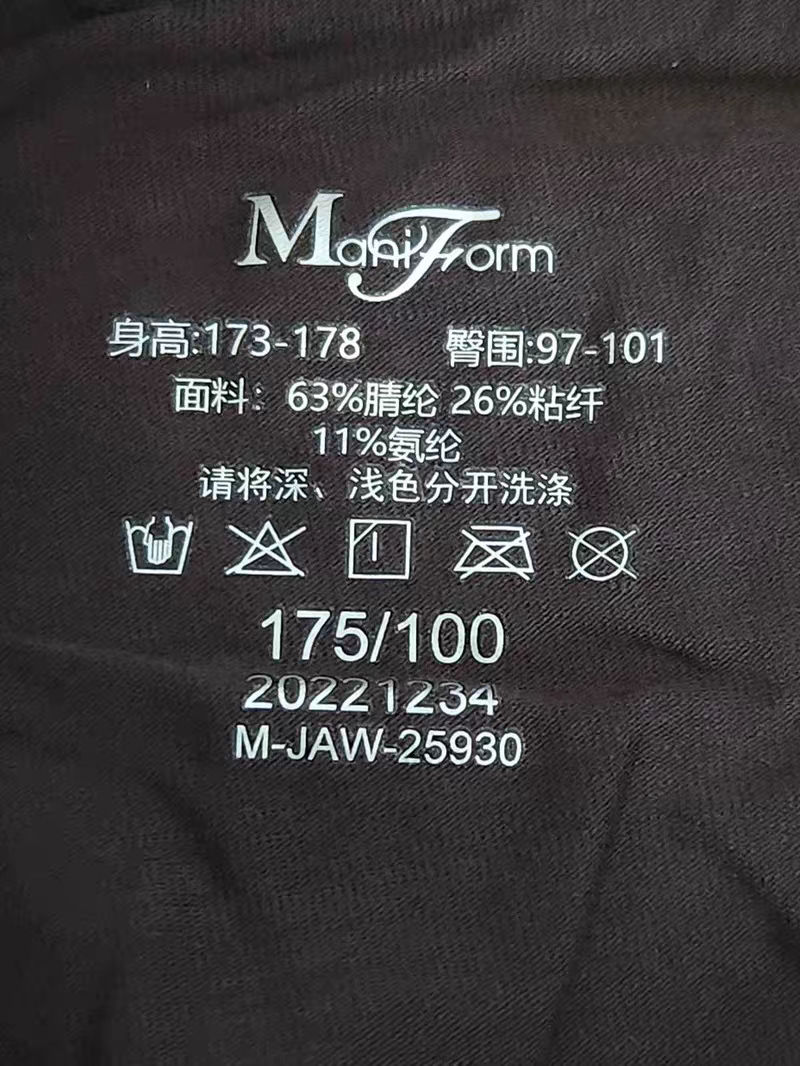 ManiForm
身高:173-178 臀围:97-101
面料：63%腈纶 26%粘纤
11%氨纶
请将深、浅色分开洗涤
175/100
20221234
M-JAW-25930